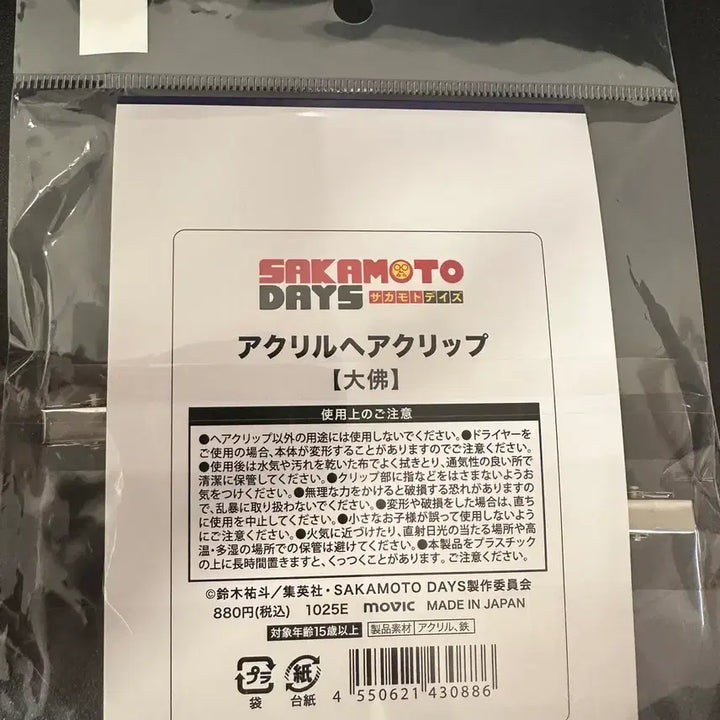 SAKAMOTO
DAYS サカモトデイズ
アクリルヘアクリップ
【大佛】
使用上のご注意
●ヘアクリップ以外の用途には使用しないでください。●ドライヤーを
ご使用の場合、本体が変形することがありますのでご注意ください。
●使用後は水気や汚れを乾いた布でよく拭きとり、通気性の良い所で
清潔に保管してください。●クリップ部に指などをはさまないようお
気をつけください。●無理な力をかけると破損する恐れがありますの
で、乱暴に取り扱わないでください。●変形や破損をした場合は、直ち
に使用を中止してください。●小さなお子様が誤って使用しないよう
にご注意ください。●火気に近づけたり、直射日光の当たる場所や高
温・多湿の場所での保管は避けてください。●本製品をプラスチック
の上に長時間置きますと、くっつくことがあります。ご注意ください。
©鈴木祐斗/集英社・SAKAMOTO DAYS製作委員会
880円(税込) 1025E movic MADE IN JAPAN
対象年齢15歳以上 製品素材 アクリル、鉄
プラ 紙
袋 台紙
4 550621 430886